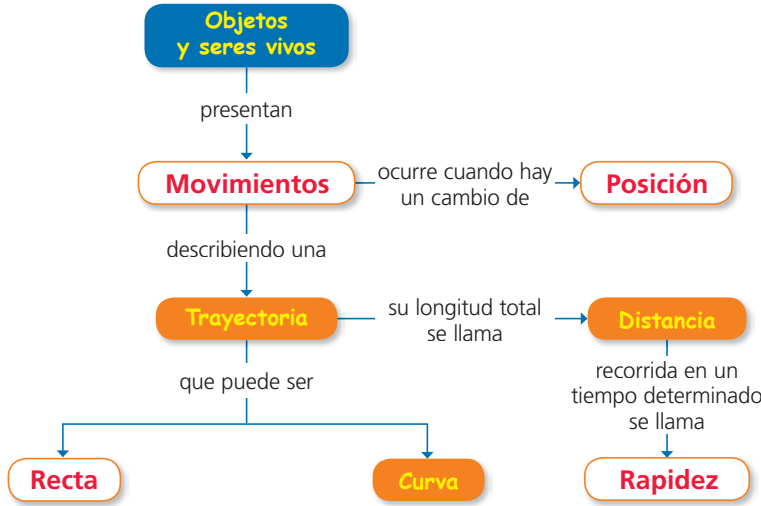 Objetos
y seres vivos
presentan
Movimientos
ocurre cuando hay
un cambio de
Posición
describiendo una
Trayectoria
su longitud total
se llama
Distancia
que puede ser
recorrida en un
tiempo determinado
se llama
Recta
Curva
Rapidez